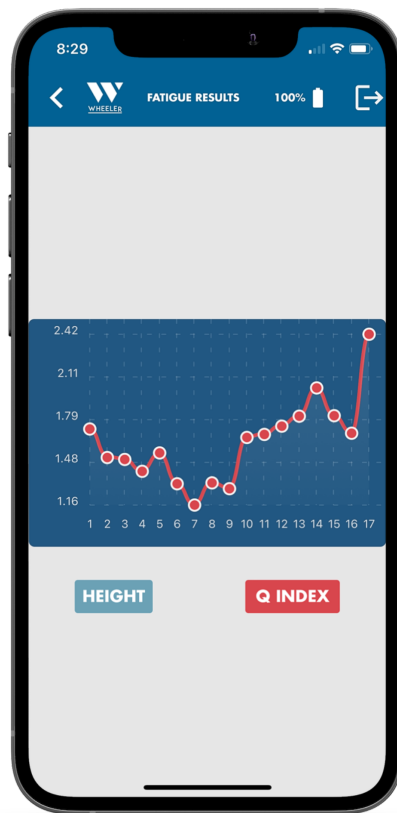 8:29
WHEELER
FATIGUE RESULTS
100%
2.42
2.11
1.79
1.48
1.16
1 2 3 4 5 6 7 8 9 10 11 12 13 14 15 16 17
HEIGHT
Q INDEX